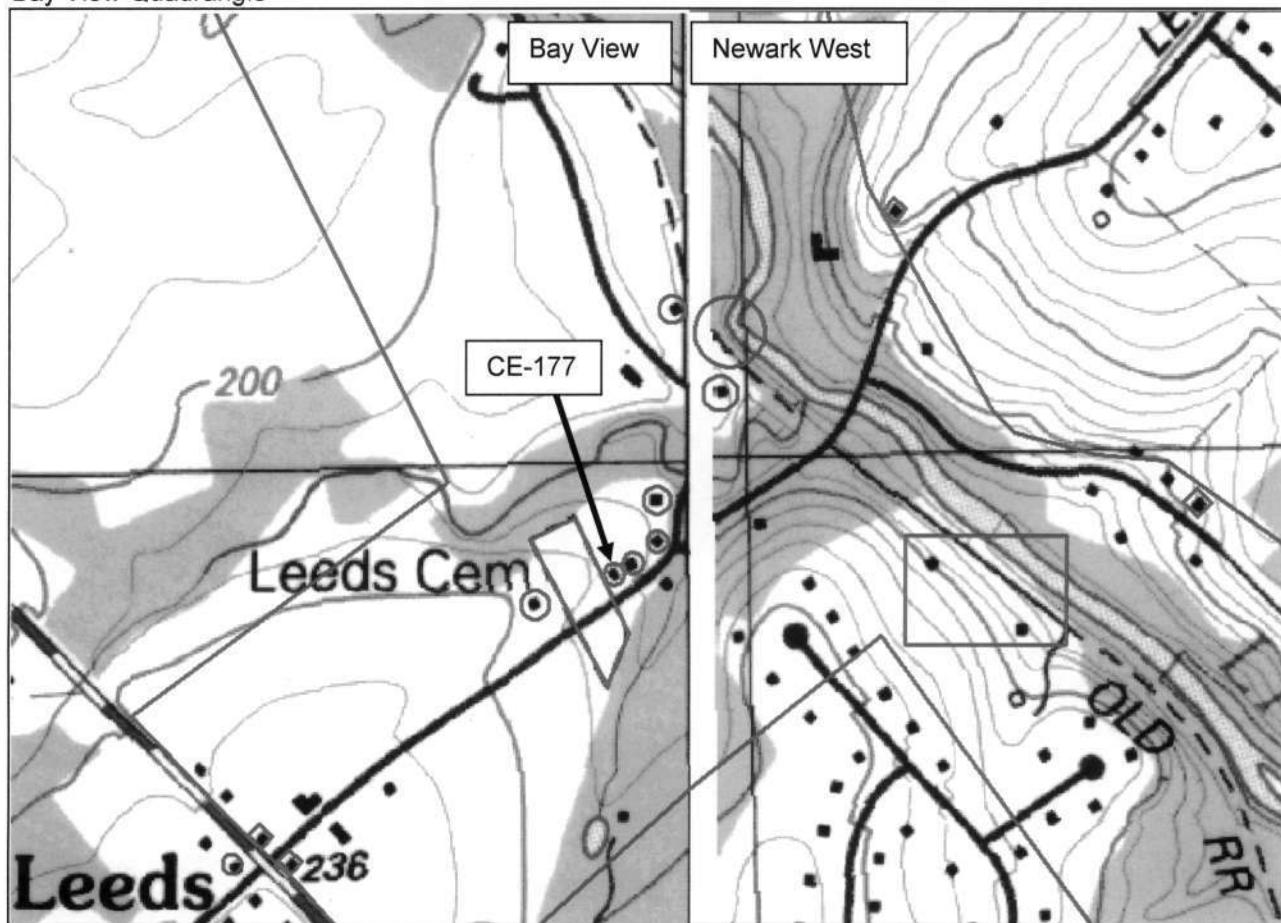 Bay View Quadrangle
Bay View
Newark West
CE-177
200
Leeds Cem
OLD
RR
Leeds
236